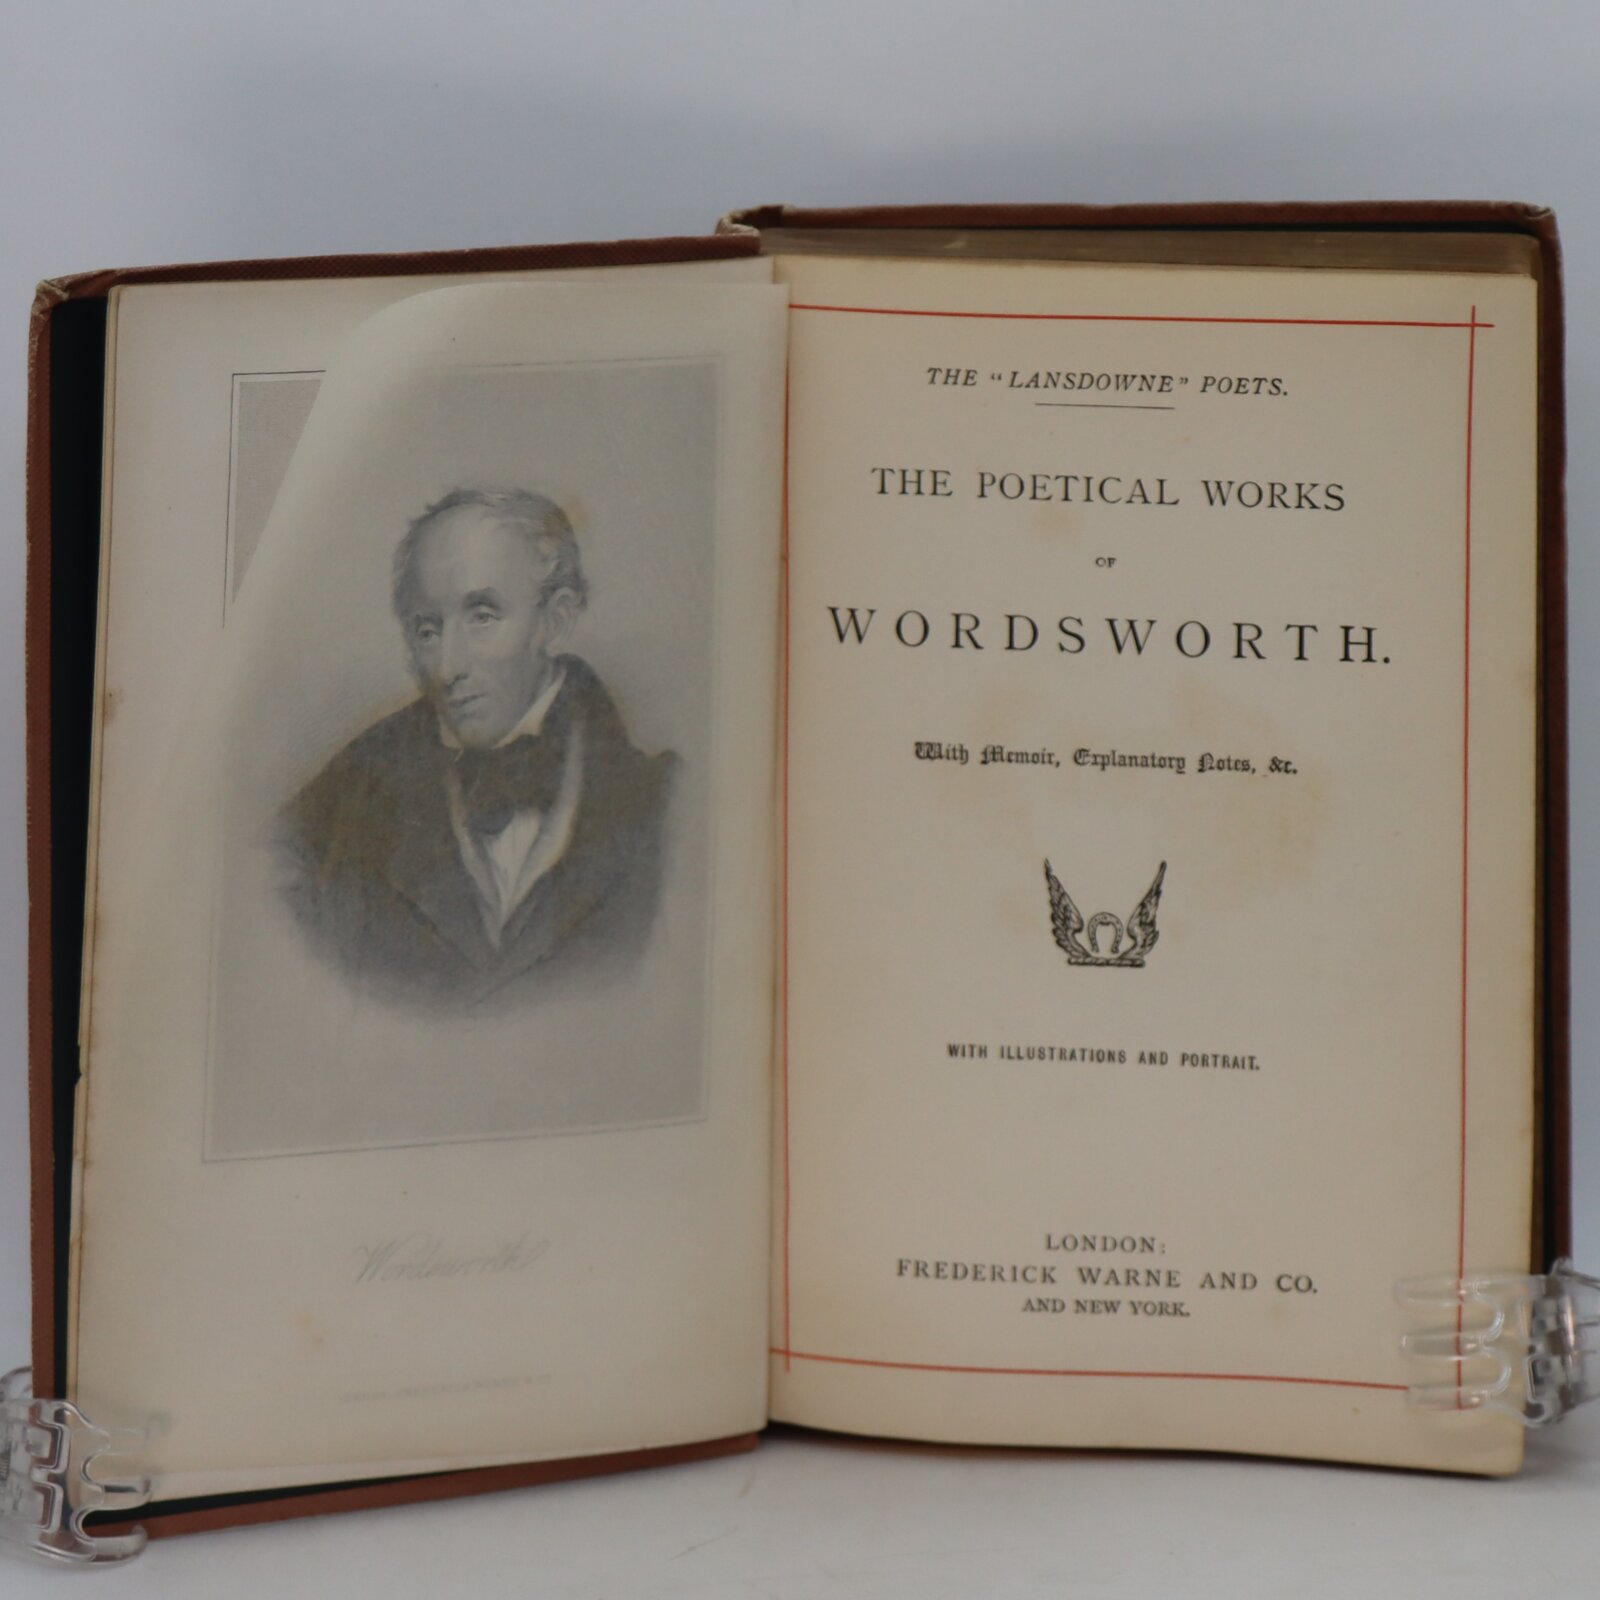 Wordsworth
THE "LANSDOWNE" POETS.
THE POETICAL WORKS
OF
WORDSWORTH.
With Memoir, Explanatory Notes, &c.
WITH ILLUSTRATIONS AND PORTRAIT.
LONDON:
FREDERICK WARNE AND CO.
AND NEW YORK.